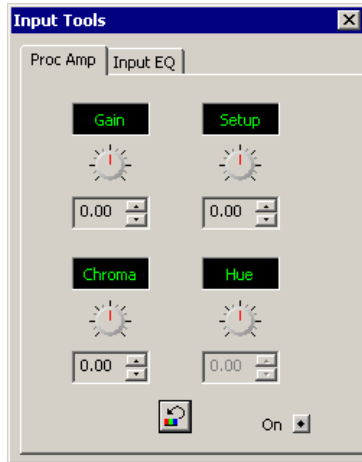 Input Tools
Proc Amp Input EQ
Gain Setup
0.00 0.00
Chroma Hue
0.00 0.00
On